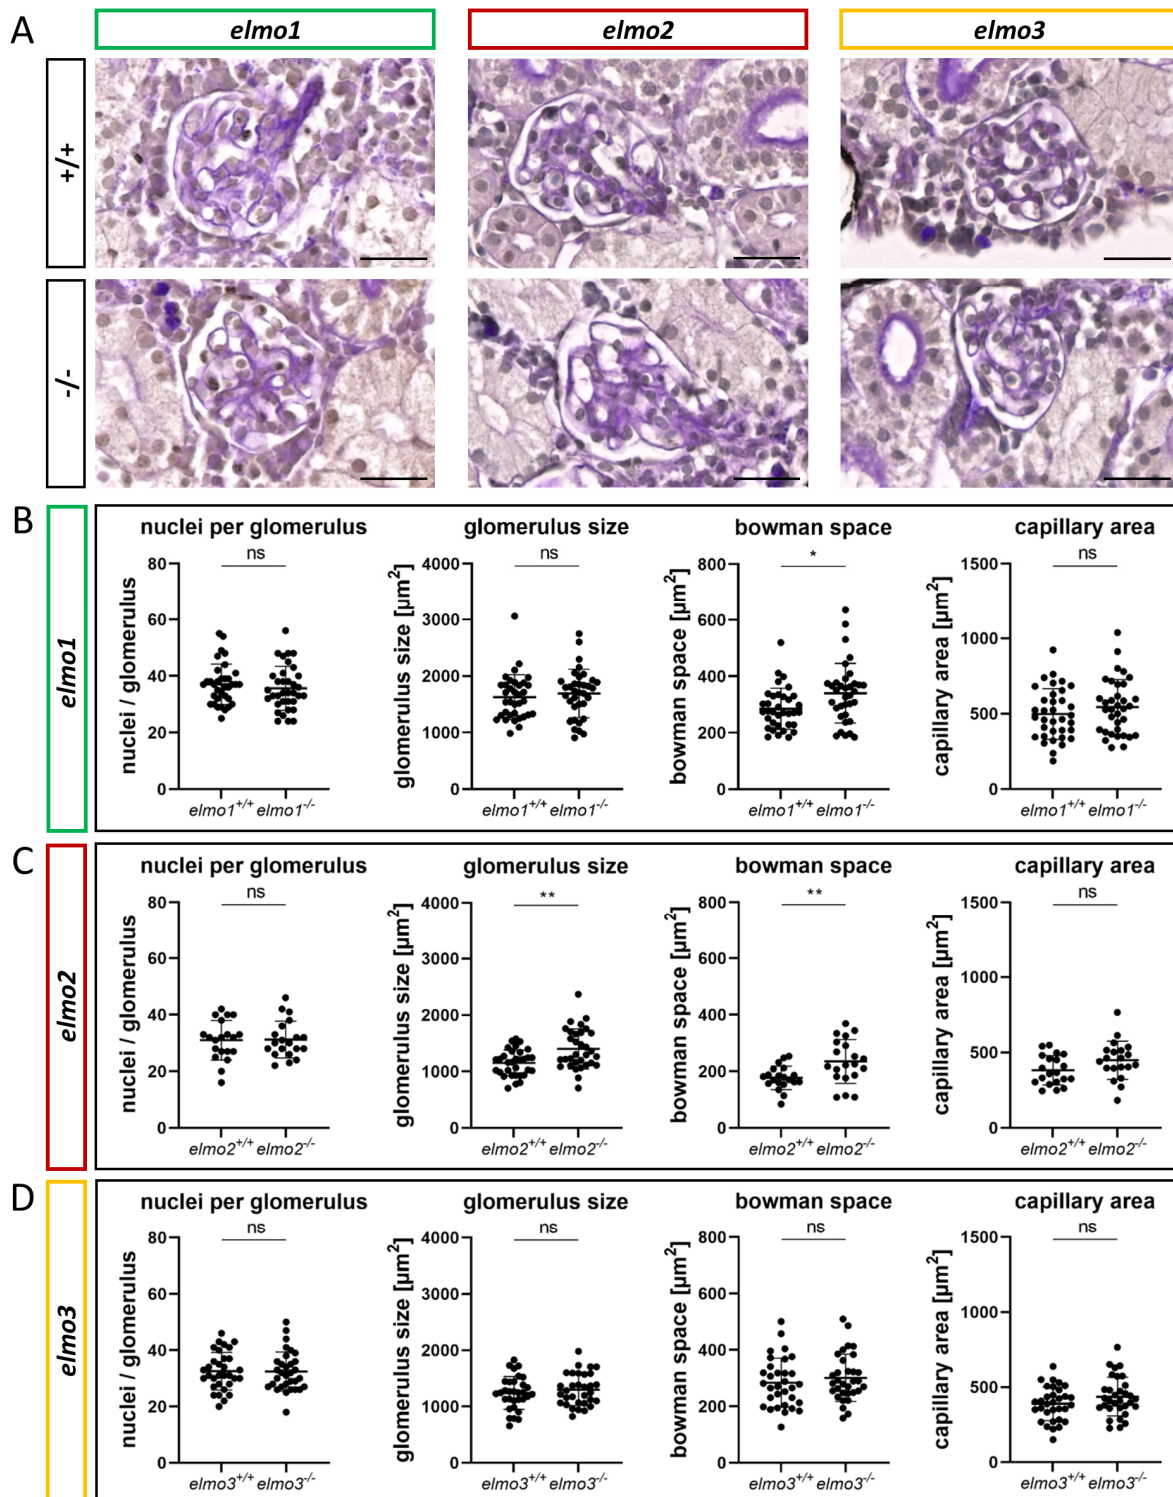 A
elmo1 elmo2 elmo3
+/+
-/-
B
elmo1
nuclei per glomerulus glomerulus size bowman space capillary area
ns ns * ns
nuclei / glomerulus
80
60
40
20
0
elmo1+/+ elmo1-/-
glomerulus size [µm²]
4000
3000
2000
1000
0
elmo1+/+ elmo1-/-
bowman space [µm²]
800
600
400
200
0
elmo1+/+ elmo1-/-
capillary area [µm²]
1500
1000
500
0
elmo1+/+ elmo1-/-
C
elmo2
nuclei per glomerulus glomerulus size bowman space capillary area
ns ** ** ns
nuclei / glomerulus
80
60
40
20
0
elmo2+/+ elmo2-/-
glomerulus size [µm²]
4000
3000
2000
1000
0
elmo2+/+ elmo2-/-
bowman space [µm²]
800
600
400
200
0
elmo2+/+ elmo2-/-
capillary area [µm²]
1500
1000
500
0
elmo2+/+ elmo2-/-
D
elmo3
nuclei per glomerulus glomerulus size bowman space capillary area
ns ns ns ns
nuclei / glomerulus
80
60
40
20
0
elmo3+/+ elmo3-/-
glomerulus size [µm²]
4000
3000
2000
1000
0
elmo3+/+ elmo3-/-
bowman space [µm²]
800
600
400
200
0
elmo3+/+ elmo3-/-
capillary area [µm²]
1500
1000
500
0
elmo3+/+ elmo3-/-